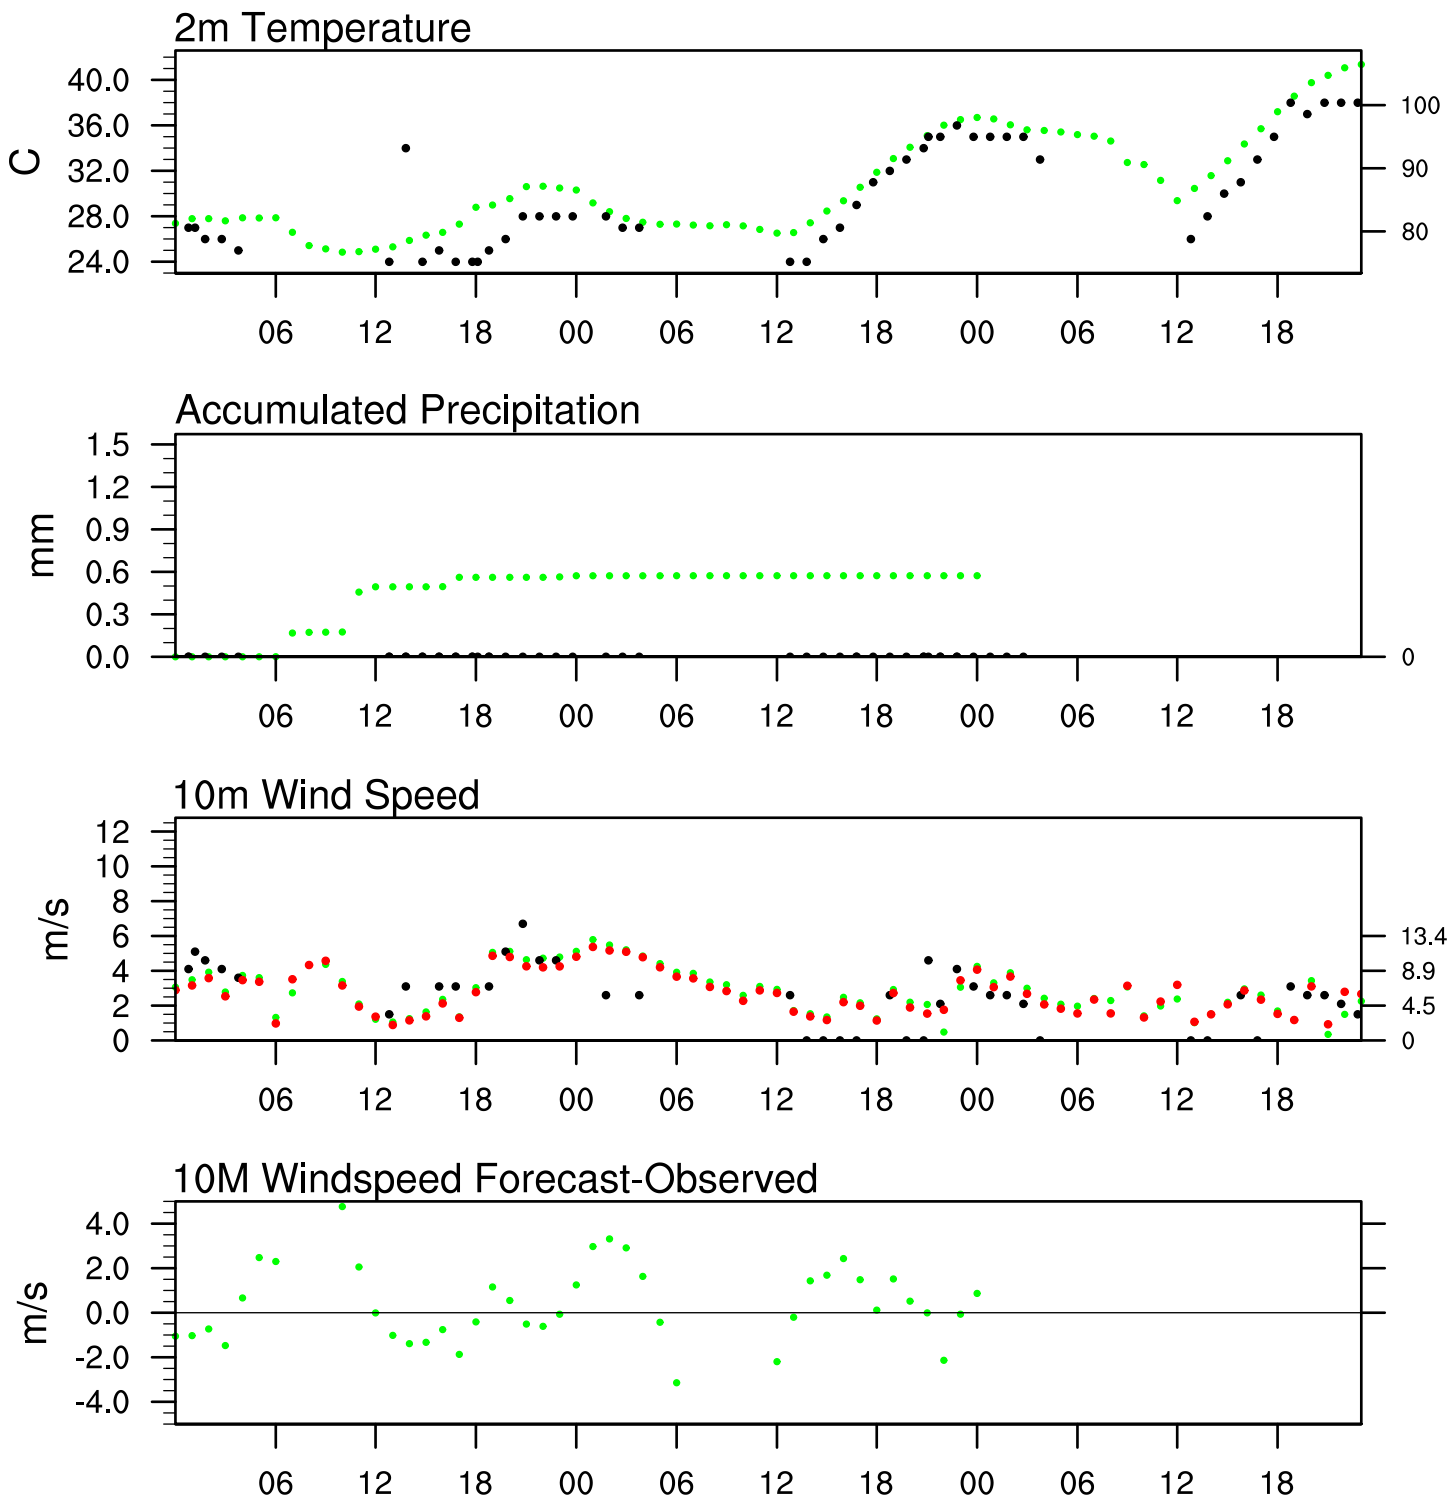 2m Temperature
40.0
36.0
32.0
28.0
24.0
C
100
90
80
06 12 18 00 06 12 18 00 06 12 18
Accumulated Precipitation
1.5
1.2
0.9
0.6
0.3
0.0
mm
0
06 12 18 00 06 12 18 00 06 12 18
10m Wind Speed
12
10
8
6
4
2
0
m/s
13.4
8.9
4.5
0
06 12 18 00 06 12 18 00 06 12 18
10M Windspeed Forecast-Observed
4.0
2.0
0.0
-2.0
-4.0
m/s
06 12 18 00 06 12 18 00 06 12 18